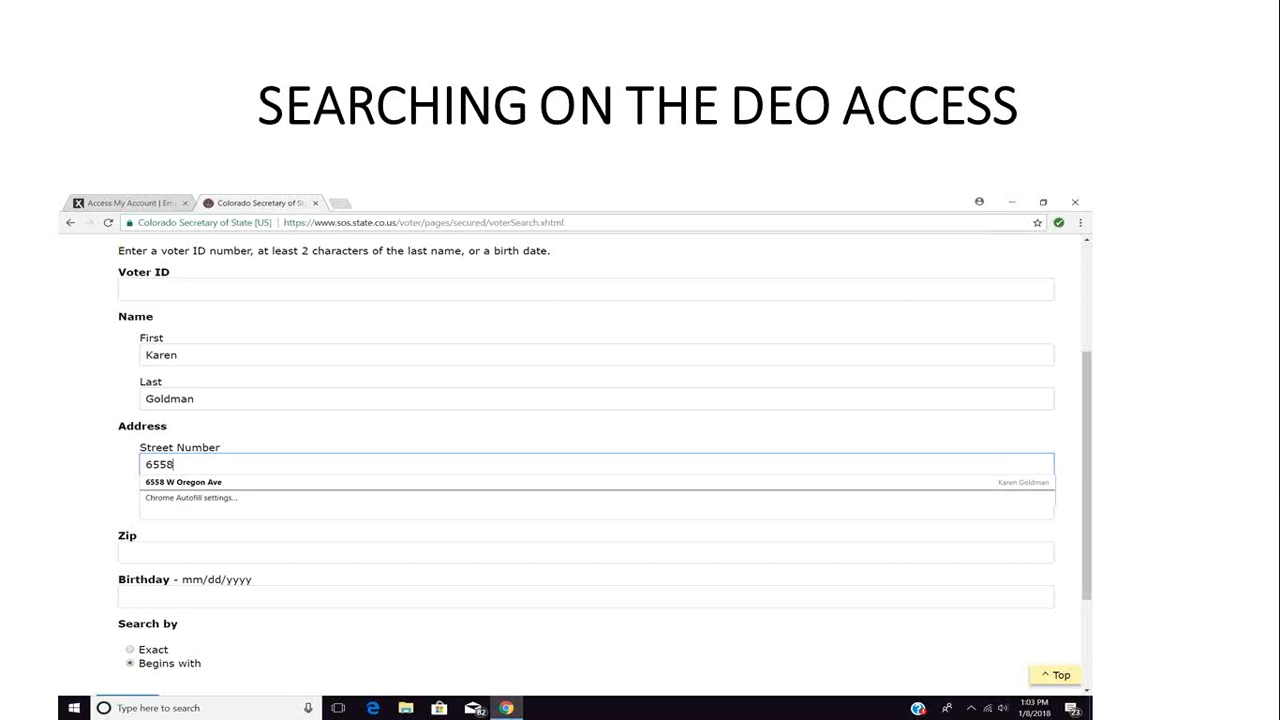 SEARCHING ON THE DEO ACCESS
Access My Account | Em
Colorado Secretary of St
Colorado Secretary of State [US] | https://www.sos.state.co.us/voter/pages/secured/voterSearch.xhtml
Enter a voter ID number, at least 2 characters of the last name, or a birth date.
Voter ID
Name
First
Karen
Last
Goldman
Address
Street Number
6558
6558 W Oregon Ave Karen Goldman
Chrome Autofill settings...
Zip
Birthday - mm/dd/yyyy
Search by
Exact
Begins with
^ Top
Type here to search
82
1:03 PM
1/8/2018
23